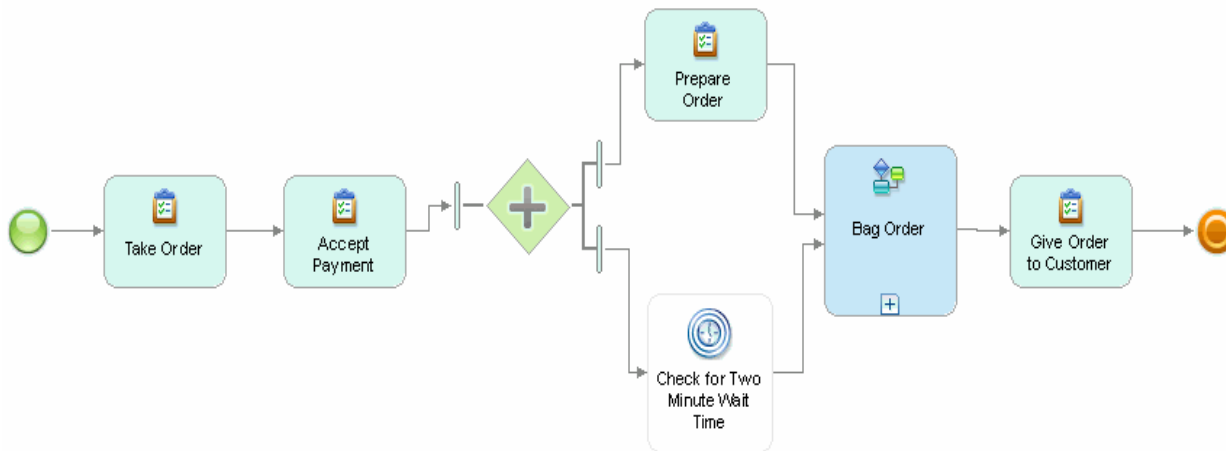 Take Order
Accept
Payment
Prepare
Order
Check for Two
Minute Wait
Time
Bag Order
Give Order
to Customer